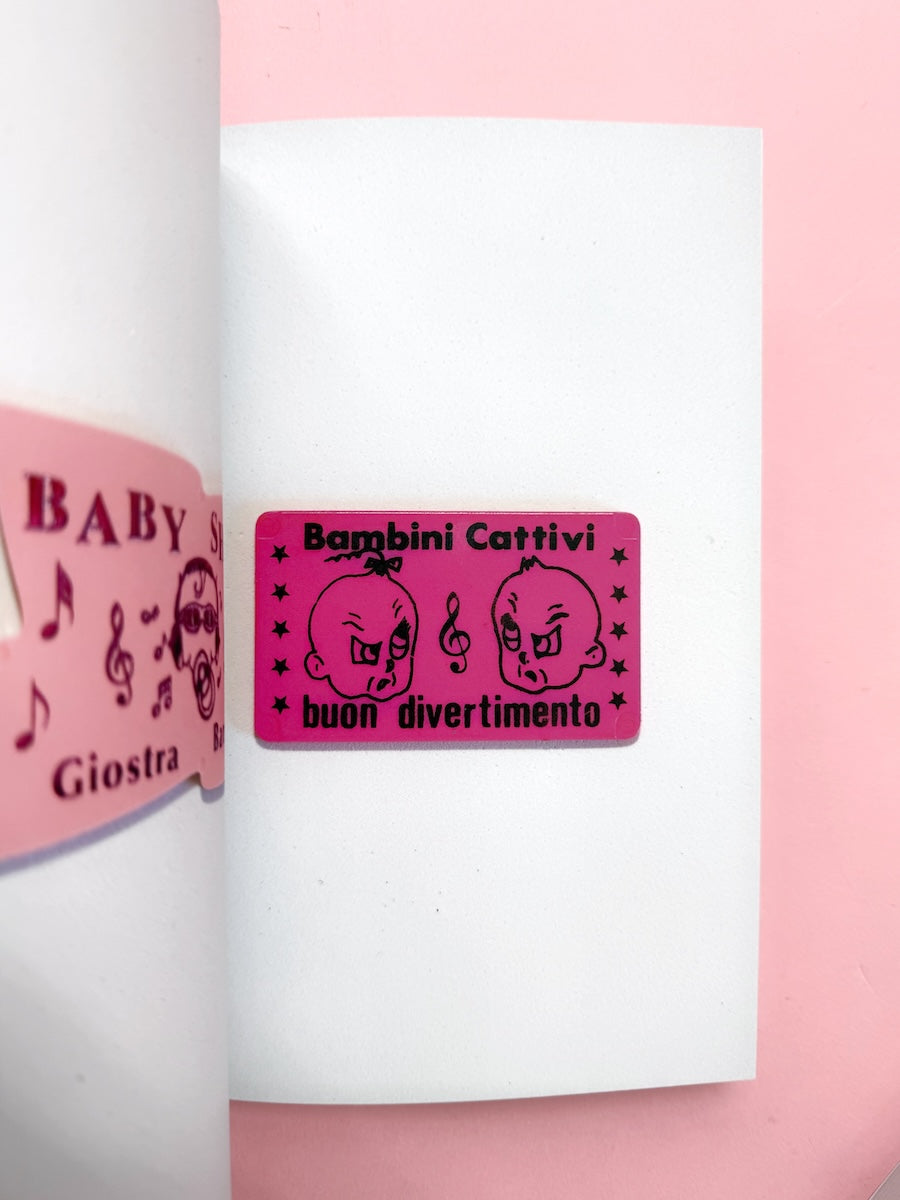 BABY
Giostra
Bambini Cattivi
buon divertimento